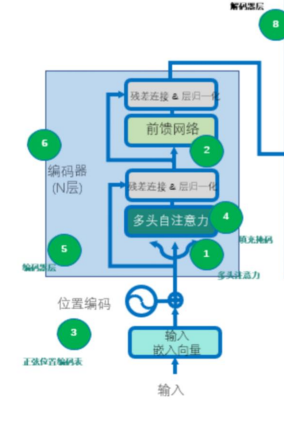 解码器层
8
残差连接 & 层归一化
前馈网络
2
6
编码器
(N层)
残差连接 & 层归一化
多头自注意力
4
填充掩码
5
1
编码器层
多头注意力
位置编码
3
输入
嵌入向量
正弦位置编码表
输入